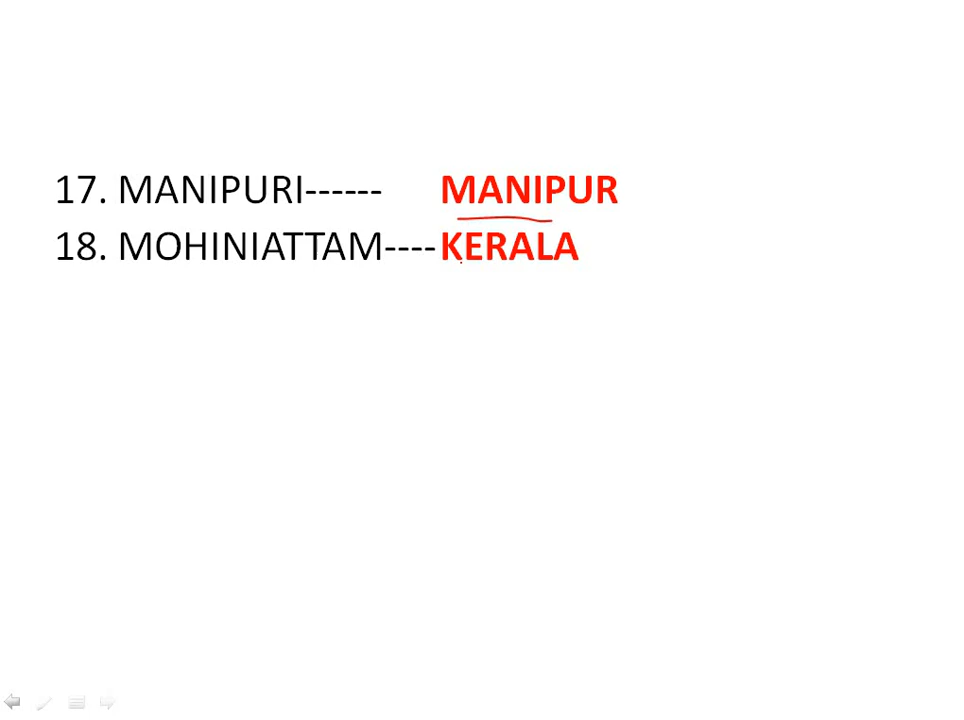 17. MANIPURI------ MANIPUR
18. MOHINIATTAM----KERALA